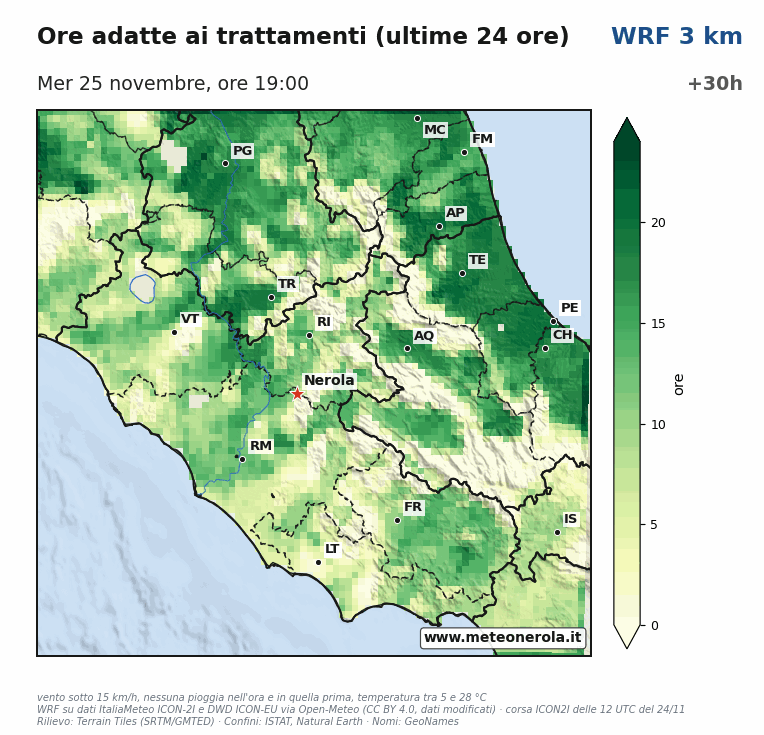 Ore adatte ai trattamenti (ultime 24 ore)
WRF 3 km
Mer 25 novembre, ore 19:00
+30h
MC
FM
PG
AP
TE
TR
PE
VT
RI
CH
AQ
Nerola
RM
FR
IS
LT
www.meteonerola.it
20
15
10
5
0
ore
vento sotto 15 km/h, nessuna pioggia nell'ora e in quella prima, temperatura tra 5 e 28 °C
WRF su dati ItaliaMeteo ICON-2I e DWD ICON-EU via Open-Meteo (CC BY 4.0, dati modificati) · corsa ICON2I delle 12 UTC del 24/11
Rilievo: Terrain Tiles (SRTM/GMTED) · Confini: ISTAT, Natural Earth · Nomi: GeoNames